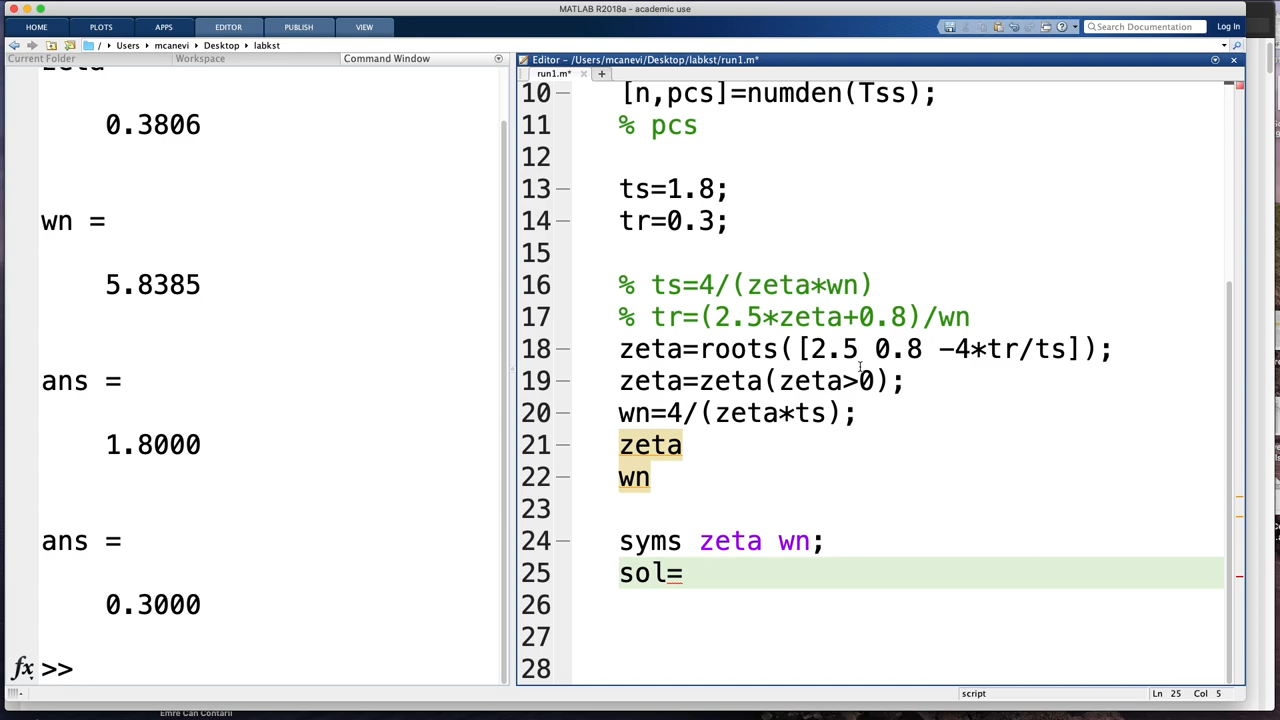 MATLAB R2018a - academic use
HOME PLOTS APPS EDITOR PUBLISH VIEW Search Documentation Log In
/ Users mcanevi Desktop labkst
Current Folder Workspace Command Window
Editor - /Users/mcanevi/Desktop/labkst/run1.m*
run1.m*
0.3806
wn =
5.8385
ans =
1.8000
ans =
0.3000
fx >>
10 [n,pcs]=numden(Tss);
11 % pcs
12
13 ts=1.8;
14 tr=0.3;
15
16 % ts=4/(zeta*wn)
17 % tr=(2.5*zeta+0.8)/wn
18 zeta=roots([2.5 0.8 -4*tr/ts]);
19 zeta=zeta(zeta>0);
20 wn=4/(zeta*ts);
21 zeta
22 wn
23
24 syms zeta wn;
25 sol=
26
27
28
script Ln 25 Col 5
Emre Can Contarli